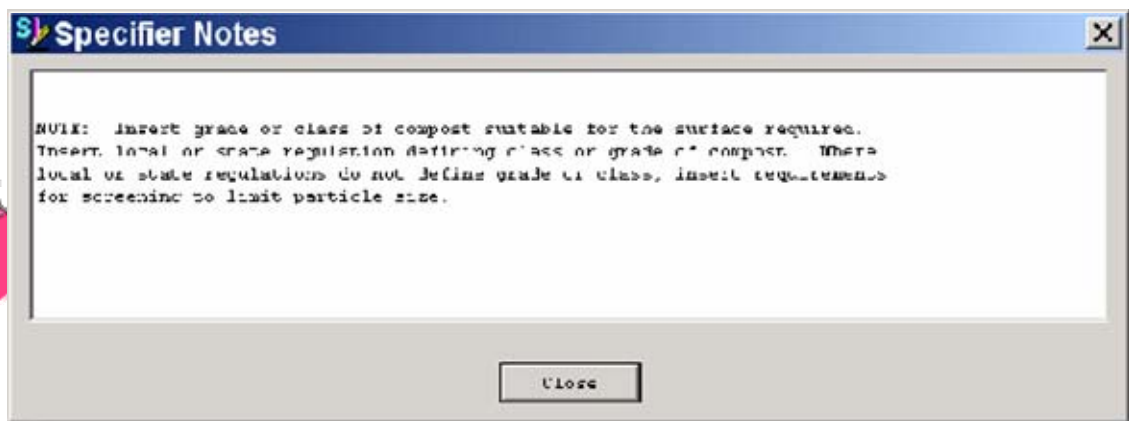 Specifier Notes
NOTE: Insert grade or class of compost suitable for the surface required.
Insert local or state regulation defining class or grade of compost. Where
local or state regulations do not define grade or class, insert requirements
for screening to limit particle size.
Close